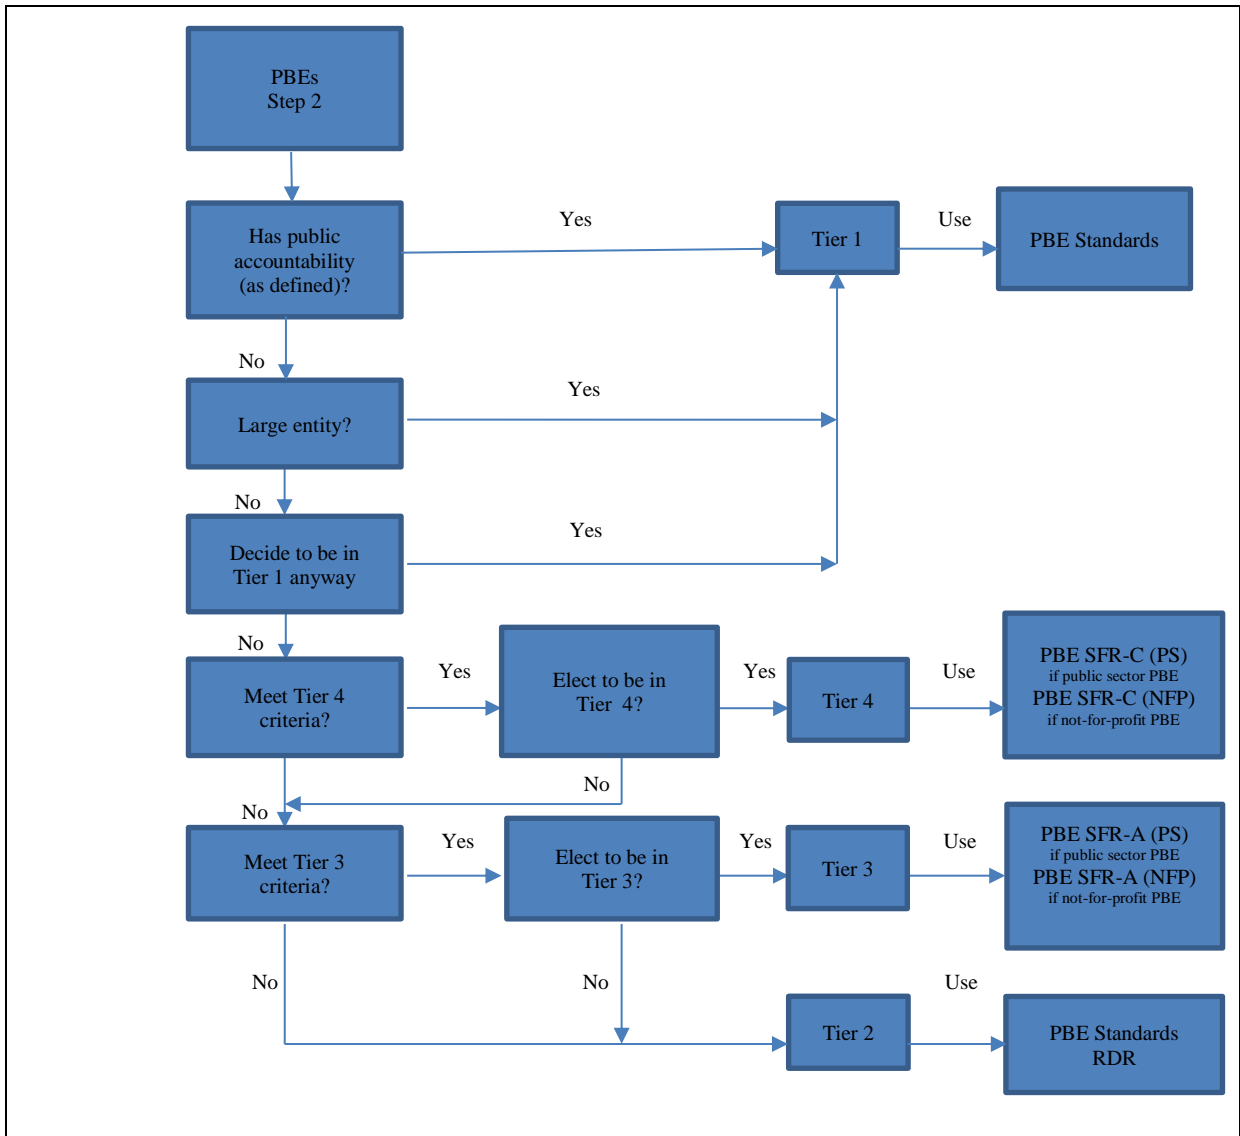 PBEs
Step 2
Has public
accountability
(as defined)?
Yes
Tier 1
Use
PBE Standards
No
Large entity?
Yes
No
Decide to be in
Tier 1 anyway
Yes
No
Meet Tier 4
criteria?
Yes
Elect to be in
Tier  4?
Yes
Tier 4
Use
PBE SFR-C (PS)
if public sector PBE
PBE SFR-C (NFP)
if not-for-profit PBE
No
No
Meet Tier 3
criteria?
Yes
Elect to be in
Tier 3?
Yes
Tier 3
Use
PBE SFR-A (PS)
if public sector PBE
PBE SFR-A (NFP)
if not-for-profit PBE
No
No
Tier 2
Use
PBE Standards
RDR